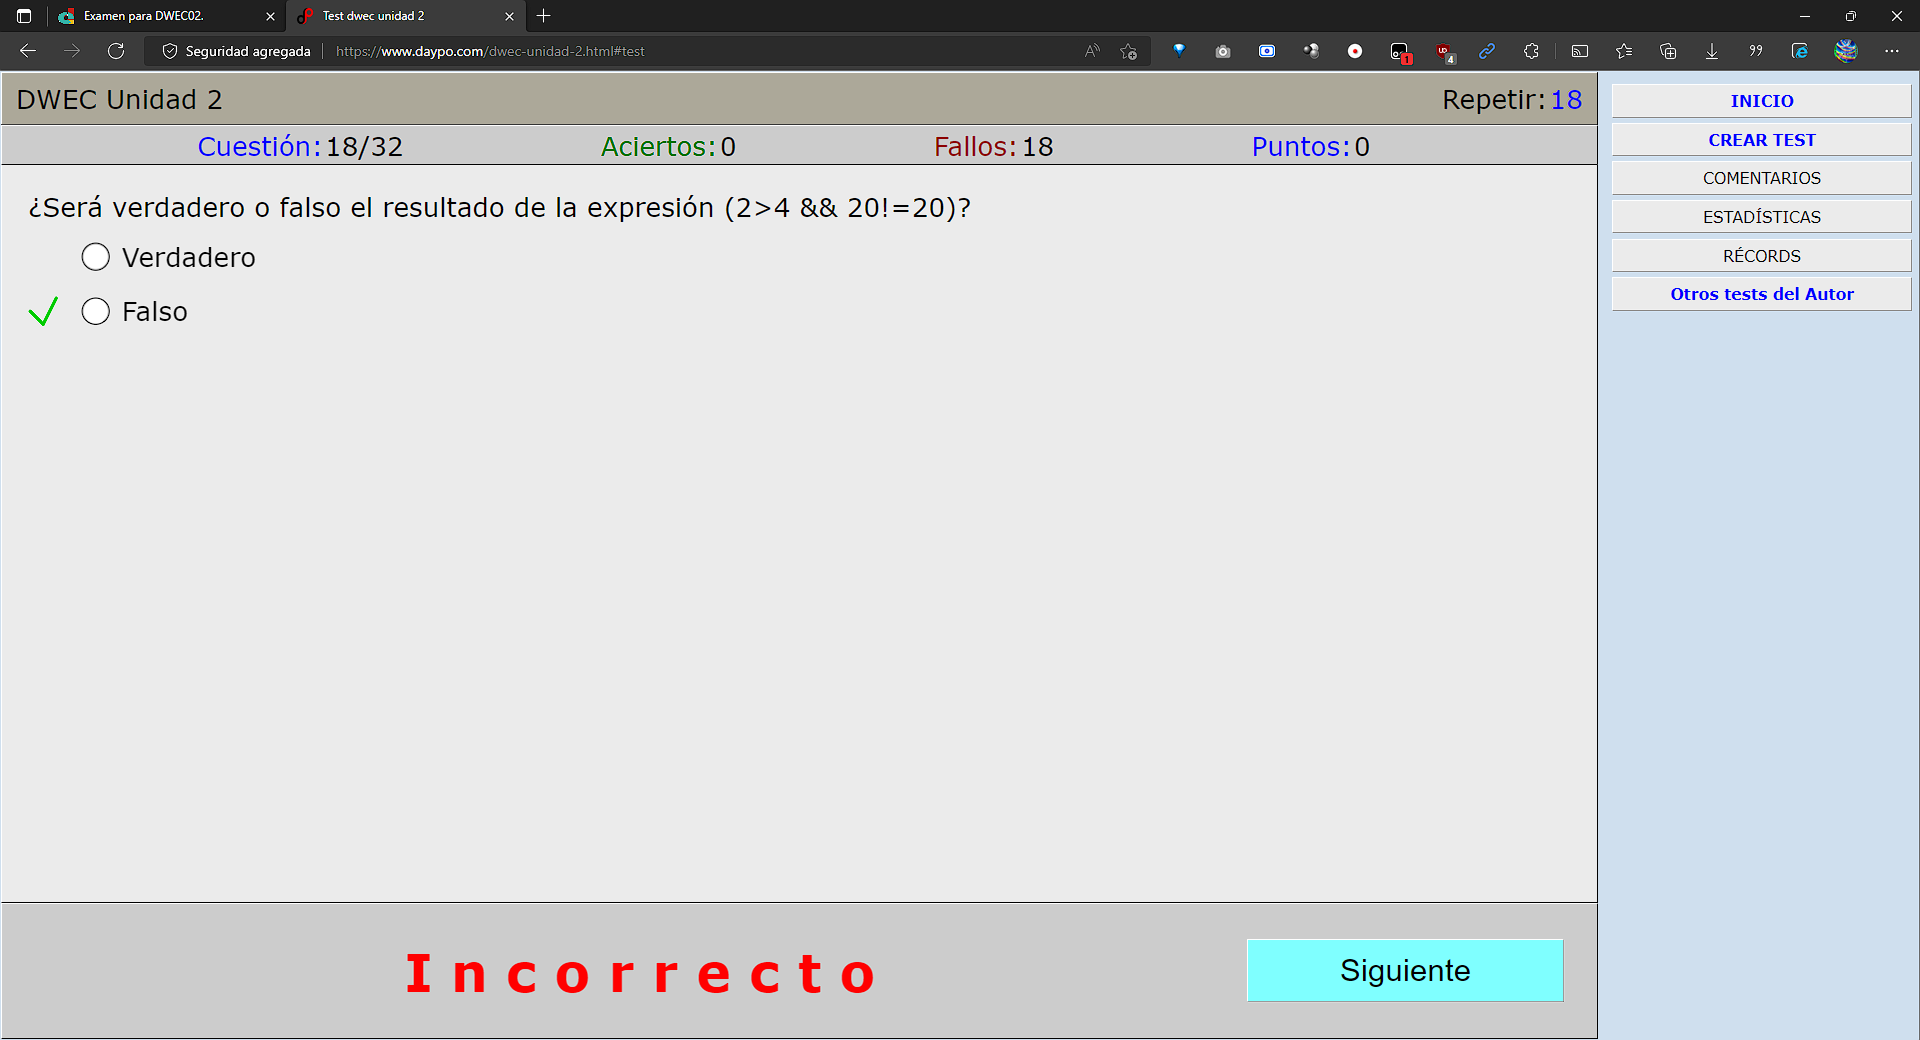 Examen para DWEC02.
Test dwec unidad 2
Seguridad agregada
https://www.daypo.com/dwec-unidad-2.html#test
1
4
DWEC Unidad 2
Repetir: 18
Cuestión: 18/32
Aciertos: 0
Fallos: 18
Puntos: 0
¿Será verdadero o falso el resultado de la expresión (2>4 && 20!=20)?
Verdadero
Falso
Incorrecto
Siguiente
INICIO
CREAR TEST
COMENTARIOS
ESTADÍSTICAS
RÉCORDS
Otros tests del Autor